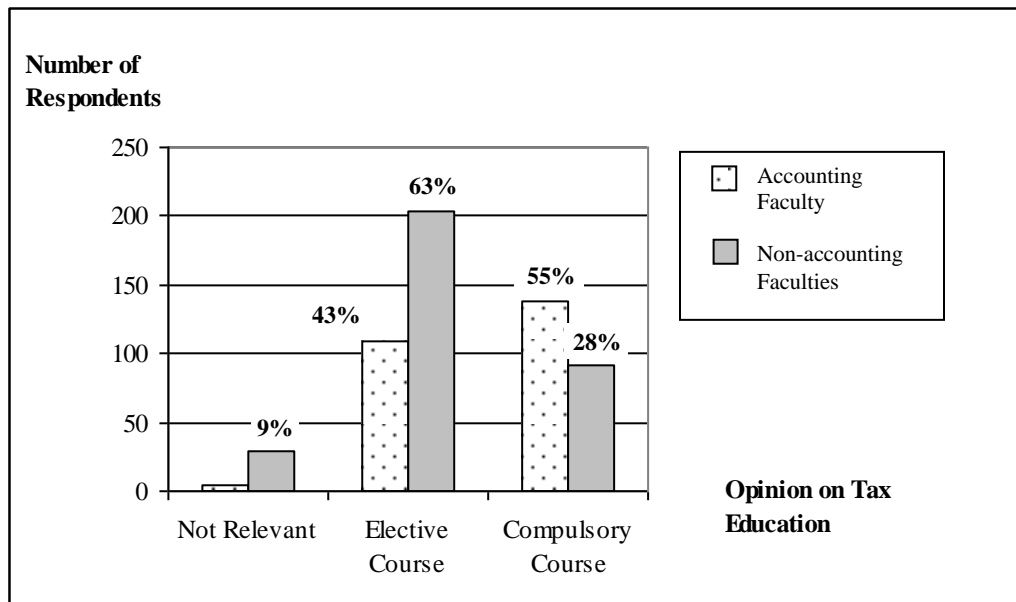 Number of
Respondents
250
200
150
100
50
0
9%
43%
63%
55%
28%
Not Relevant
Elective
Course
Compulsory
Course
Accounting
Faculty
Non-accounting
Faculties
Opinion on Tax
Education